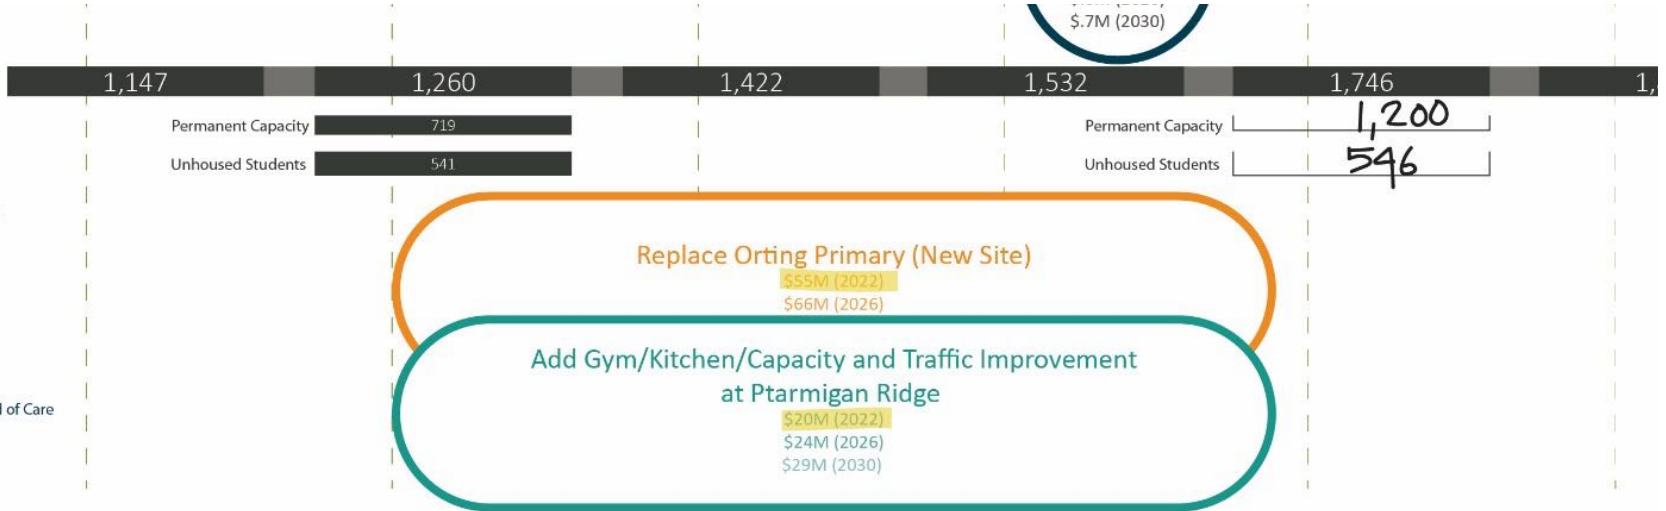 $.7M (2030)
1,147 1,260 1,422 1,532 1,746 1,
Permanent Capacity 719 Permanent Capacity 1,200
Unhoused Students 541 Unhoused Students 546
Replace Orting Primary (New Site)
$55M (2022)
$66M (2026)
Add Gym/Kitchen/Capacity and Traffic Improvement
at Ptarmigan Ridge
of Care
$20M (2022)
$24M (2026)
$29M (2030)